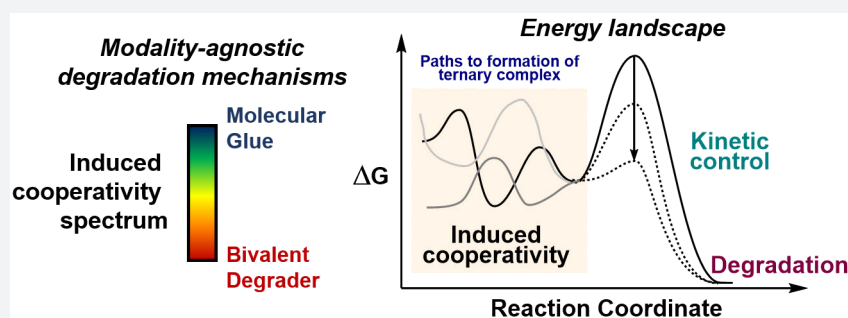 Modality-agnostic
degradation mechanisms
Molecular
Glue
Induced
cooperativity
spectrum
Bivalent
Degrader
Energy landscape
Paths to formation of
ternary complex
ΔG
Induced
cooperativity
Kinetic
control
Degradation
Reaction Coordinate